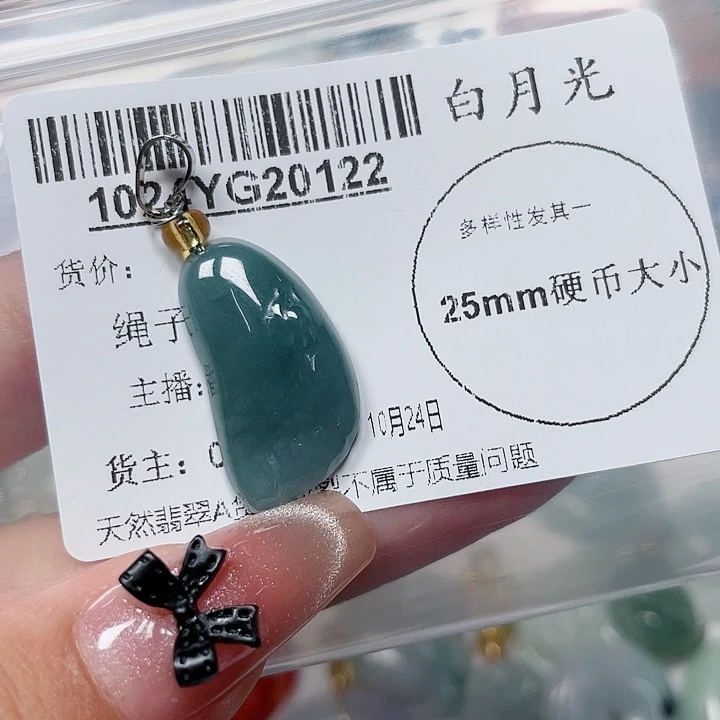 白月光
1024YG20122
多样性发其一
货价：
25mm硬币大小
绳子
主播：
10月24日
货主：0
天然翡翠A货 不属于质量问题